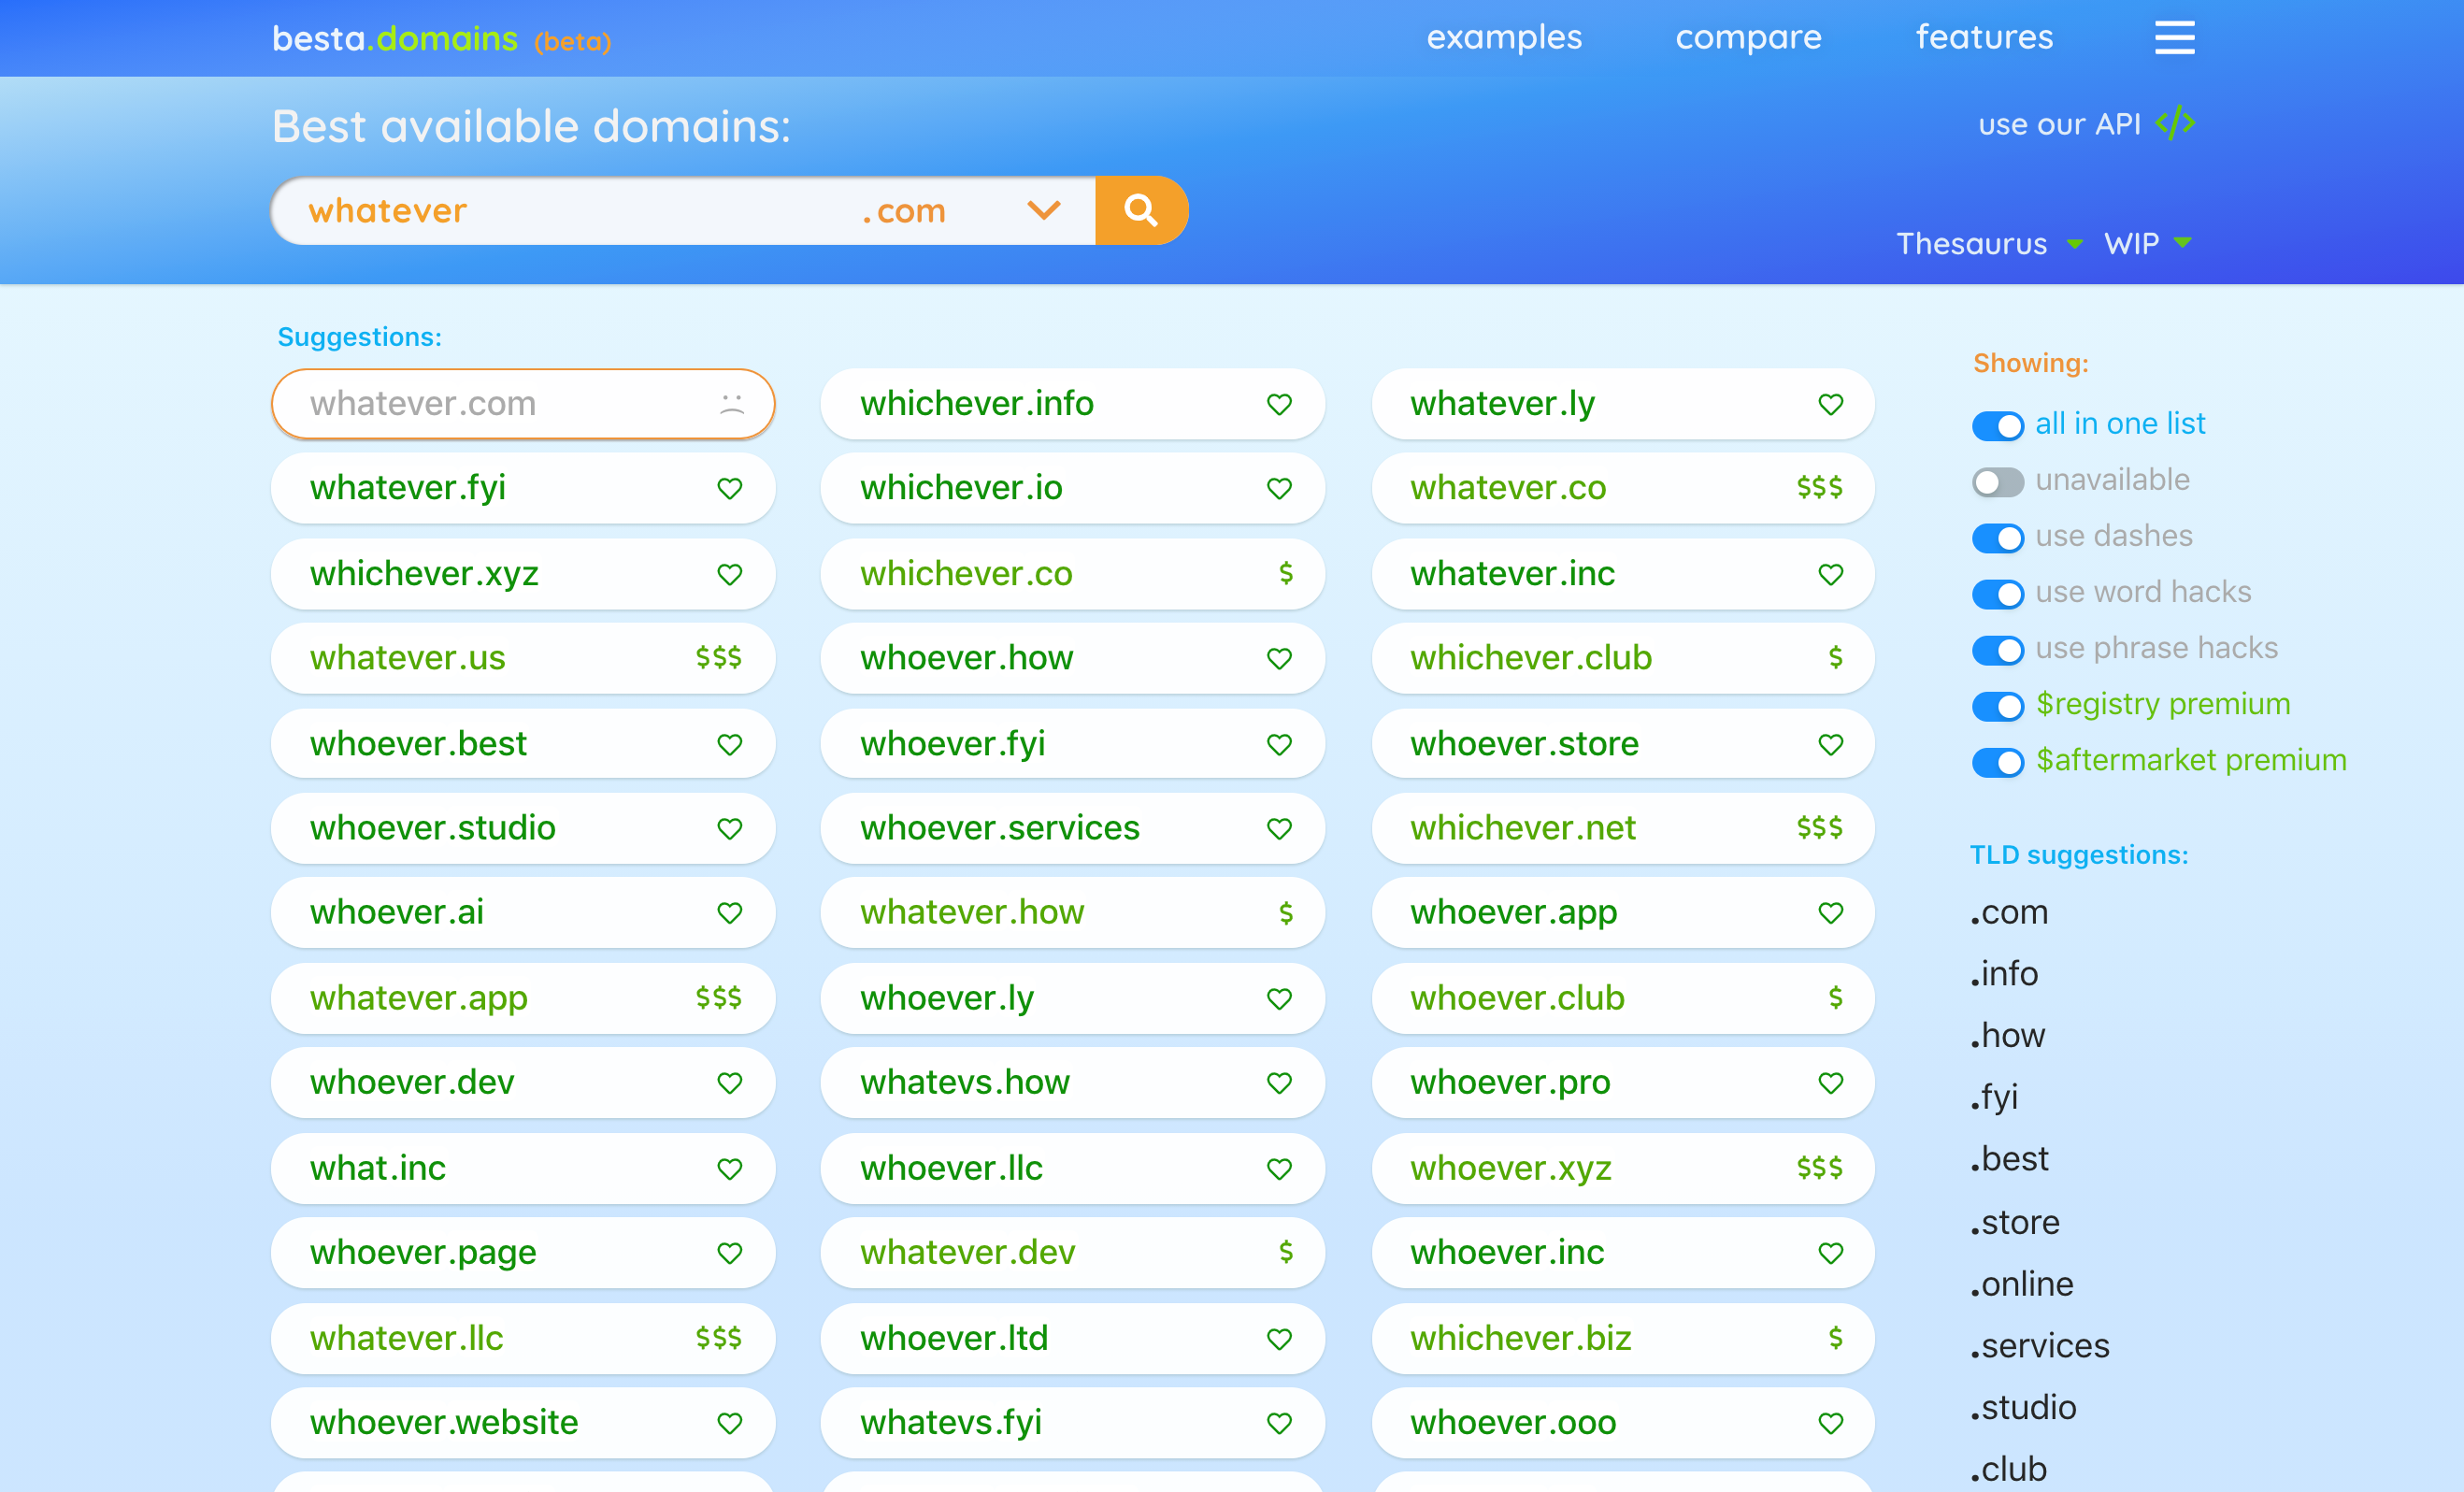 besta.domains (beta)
examples
compare
features
Best available domains:
use our API </>
whatever .com
Thesaurus
WIP
Suggestions:
whatever.com
whichever.info
whatever.ly
whatever.fyi
whichever.io
whatever.co $$$
whichever.xyz
whichever.co $
whatever.inc
whatever.us $$$
whoever.how
whichever.club $
whoever.best
whoever.fyi
whoever.store
whoever.studio
whoever.services
whichever.net $$$
whoever.ai
whatever.how $
whoever.app
whatever.app $$$
whoever.ly
whoever.club $
whoever.dev
whatevs.how
whoever.pro
what.inc
whoever.llc
whoever.xyz $$$
whoever.page
whatever.dev $
whoever.inc
whatever.llc $$$
whoever.ltd
whichever.biz $
whoever.website
whatevs.fyi
whoever.ooo
Showing:
all in one list
unavailable
use dashes
use word hacks
use phrase hacks
$registry premium
$aftermarket premium
TLD suggestions:
.com
.info
.how
.fyi
.best
.store
.online
.services
.studio
.club